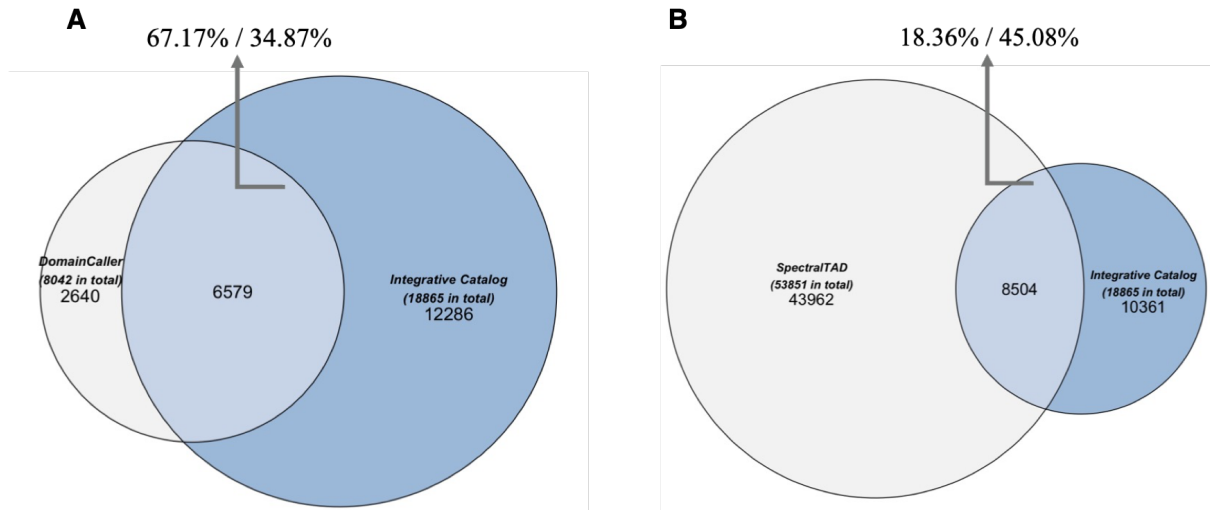 A
67.17% / 34.87%
DomainCaller
(8042 in total)
2640
6579
Integrative Catalog
(18865 in total)
12286
B
18.36% / 45.08%
SpectralTAD
(53851 in total)
43962
8504
Integrative Catalog
(18865 in total)
10361